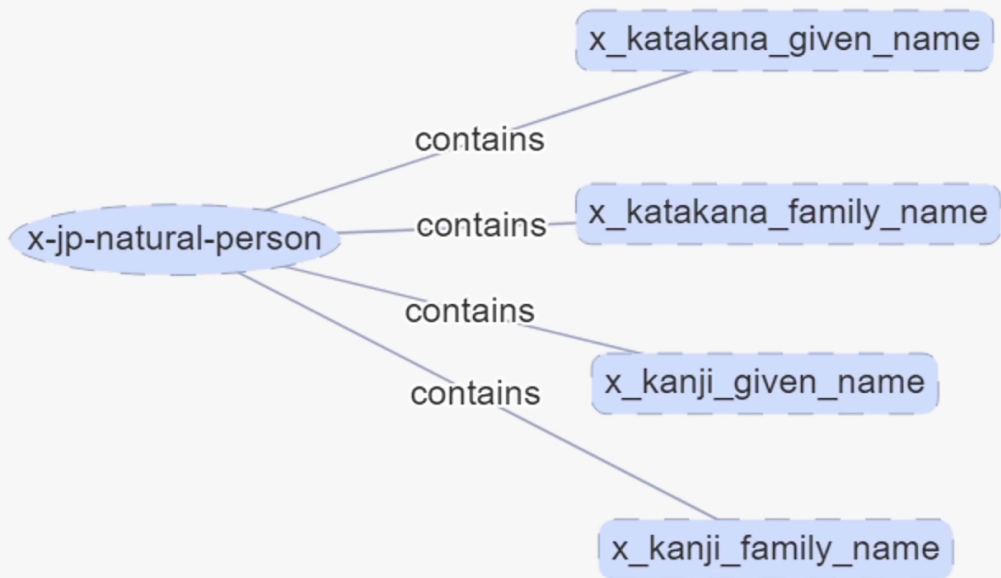 x_katakana_given_name
contains
x-jp-natural-person
contains
x_katakana_family_name
contains
x_kanji_given_name
contains
x_kanji_family_name